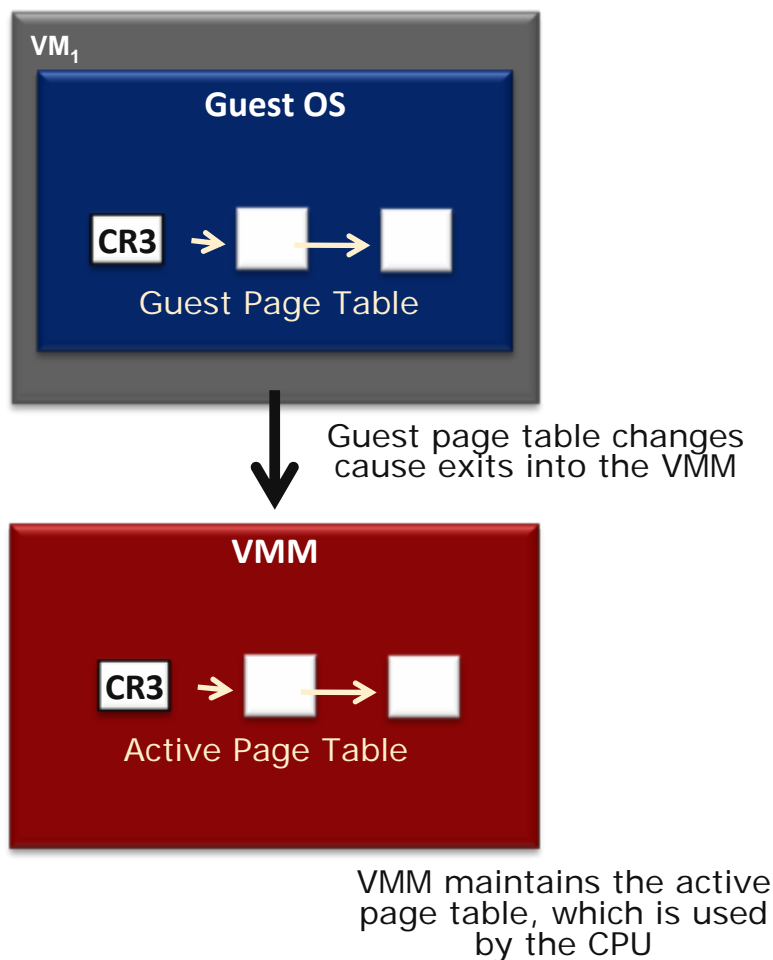 VM1
Guest OS
CR3
Guest Page Table
Guest page table changes
cause exits into the VMM
VMM
CR3
Active Page Table
VMM maintains the active
page table, which is used
by the CPU